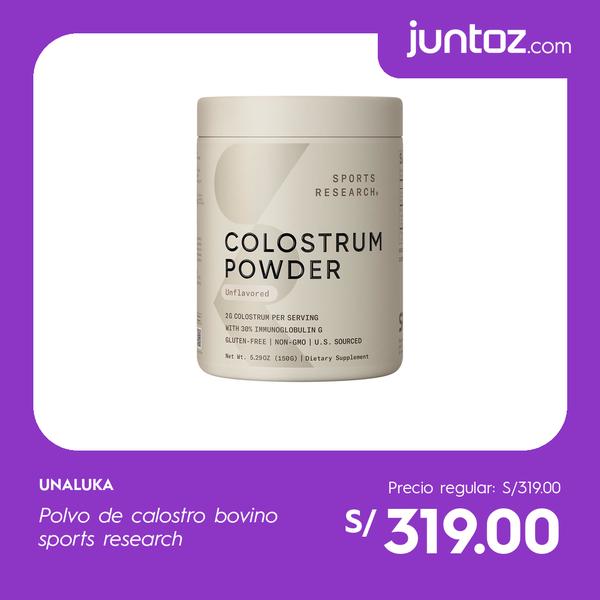 juntoz.com
SPORTS
RESEARCH®
COLOSTRUM
POWDER
Unflavored
2G COLOSTRUM PER SERVING
WITH 30% IMMUNOGLOBULIN G
GLUTEN-FREE | NON-GMO | U.S. SOURCED
Net Wt. 5.29OZ (150G) | Dietary Supplement
UNALUKA
Polvo de calostro bovino
sports research
Precio regular: S/319.00
S/ 319.00